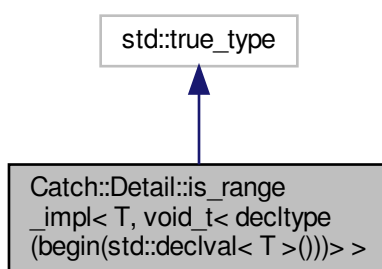 std::true_type
Catch::Detail::is_range
_impl< T, void_t< decltype
(begin(std::declval< T >()))> >